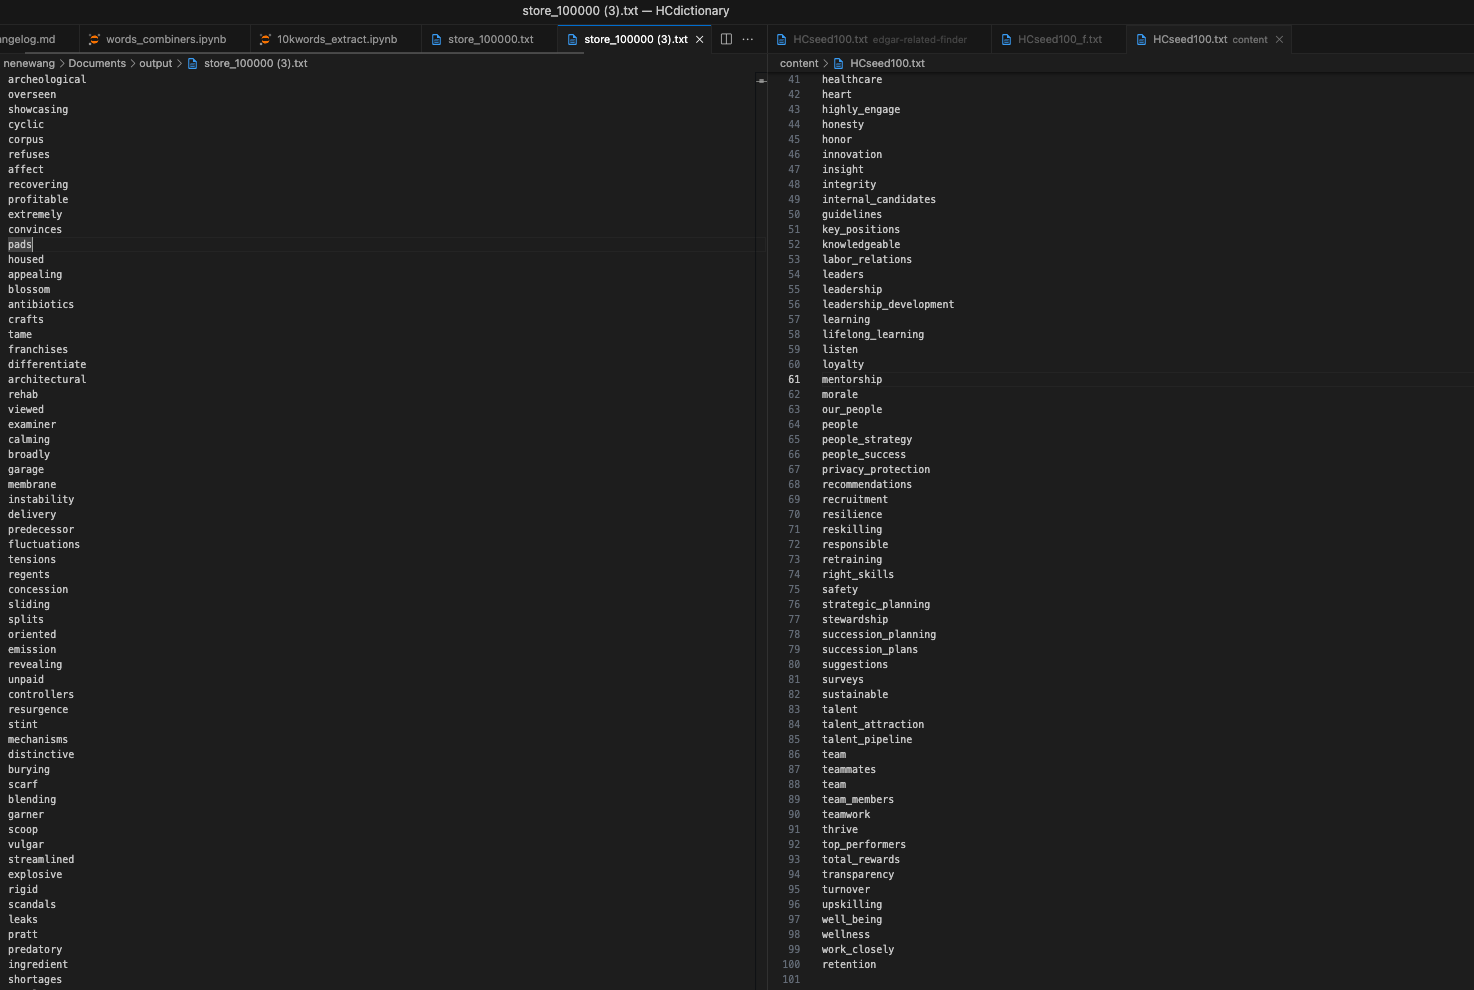 store_100000 (3).txt — HCdictionary
angelog.md
words_combiners.ipynb
10kwords_extract.ipynb
store_100000.txt
store_100000 (3).txt
HCseed100.txt edgar-related-finder
HCseed100_f.txt
HCseed100.txt content
nenewang > Documents > output > store_100000 (3).txt
archeological
overseen
showcasing
cyclic
corpus
refuses
affect
recovering
profitable
extremely
convinces
pads
housed
appealing
blossom
antibiotics
crafts
tame
franchises
differentiate
architectural
rehab
viewed
examiner
calming
broadly
garage
membrane
instability
delivery
predecessor
fluctuations
tensions
regents
concession
sliding
splits
oriented
emission
revealing
unpaid
controllers
resurgence
stint
mechanisms
distinctive
burying
scarf
blending
garner
scoop
vulgar
streamlined
explosive
rigid
scandals
leaks
pratt
predatory
ingredient
shortages
content > HCseed100.txt
41 healthcare
42 heart
43 highly_engage
44 honesty
45 honor
46 innovation
47 insight
48 integrity
49 internal_candidates
50 guidelines
51 key_positions
52 knowledgeable
53 labor_relations
54 leaders
55 leadership
56 leadership_development
57 learning
58 lifelong_learning
59 listen
60 loyalty
61 mentorship
62 morale
63 our_people
64 people
65 people_strategy
66 people_success
67 privacy_protection
68 recommendations
69 recruitment
70 resilience
71 reskilling
72 responsible
73 retraining
74 right_skills
75 safety
76 strategic_planning
77 stewardship
78 succession_planning
79 succession_plans
80 suggestions
81 surveys
82 sustainable
83 talent
84 talent_attraction
85 talent_pipeline
86 team
87 teammates
88 team
89 team_members
90 teamwork
91 thrive
92 top_performers
93 total_rewards
94 transparency
95 turnover
96 upskilling
97 well_being
98 wellness
99 work_closely
100 retention
101